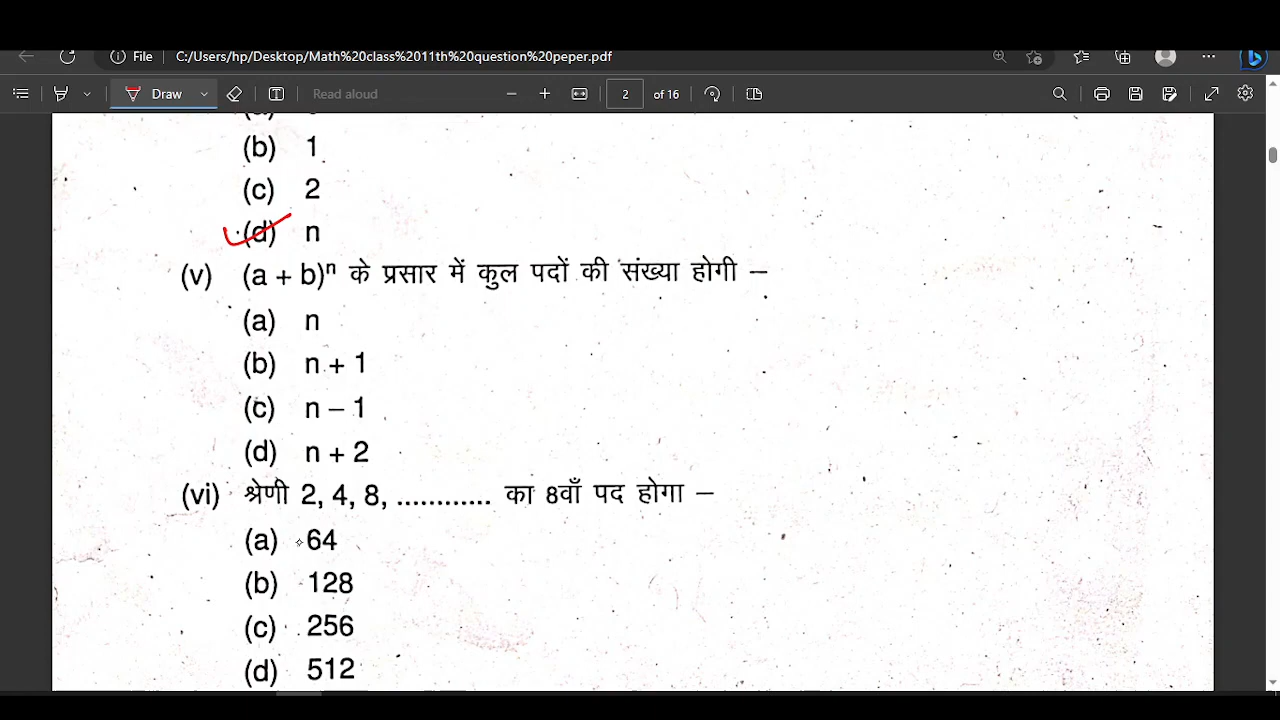 File C:/Users/hp/Desktop/Math%20class%2011th%20question%20peper.pdf
Draw Read aloud 2 of 16
(b) 1
(c) 2
(d) n
(v) (a + b)ⁿ के प्रसार में कुल पदों की संख्या होगी –
(a) n
(b) n + 1
(c) n – 1
(d) n + 2
(vi) श्रेणी 2, 4, 8, ............ का 8वाँ पद होगा –
(a) 64
(b) 128
(c) 256
(d) 512